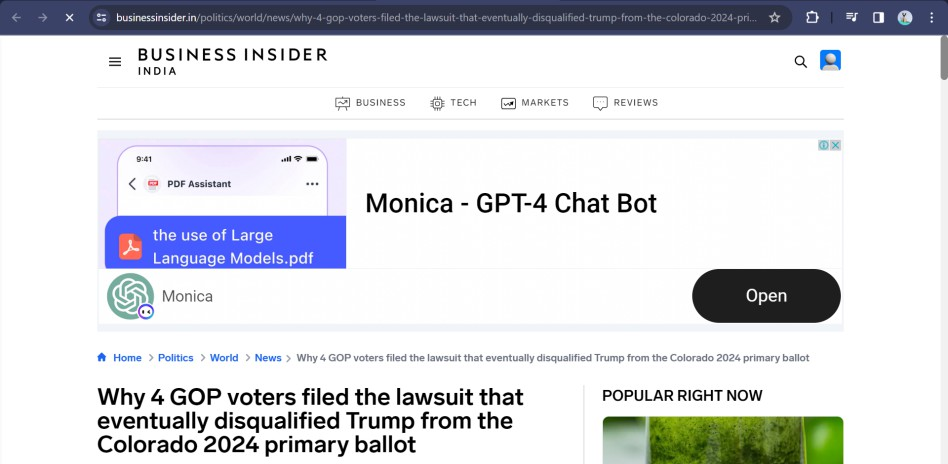 businessinsider.in/politics/world/news/why-4-gop-voters-filed-the-lawsuit-that-eventually-disqualified-trump-from-the-colorado-2024-pri...
BUSINESS INSIDER
INDIA
BUSINESS
TECH
MARKETS
REVIEWS
9:41
PDF Assistant
the use of Large
Language Models.pdf
Monica - GPT-4 Chat Bot
Monica
Open
Home > Politics > World > News > Why 4 GOP voters filed the lawsuit that eventually disqualified Trump from the Colorado 2024 primary ballot
Why 4 GOP voters filed the lawsuit that
eventually disqualified Trump from the
Colorado 2024 primary ballot
POPULAR RIGHT NOW